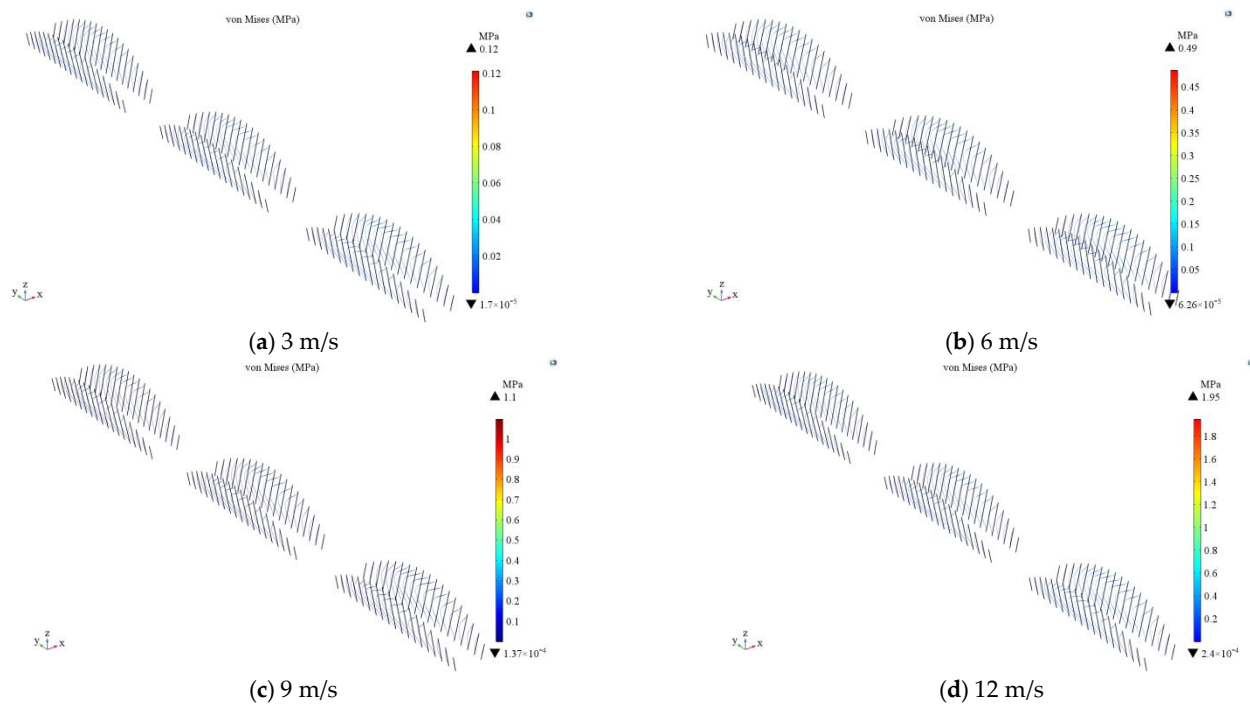 von Mises (MPa)
MPa
▲ 0.12
0.12
0.1
0.08
0.06
0.04
0.02
▼ 1.7×10⁻⁵
y z x
(a) 3 m/s
von Mises (MPa)
MPa
▲ 0.49
0.45
0.4
0.35
0.3
0.25
0.2
0.15
0.1
0.05
▼ 6.26×10⁻⁵
y z x
(b) 6 m/s
von Mises (MPa)
MPa
▲ 1.1
1
0.9
0.8
0.7
0.6
0.5
0.4
0.3
0.2
0.1
▼ 1.37×10⁻⁴
y z x
(c) 9 m/s
von Mises (MPa)
MPa
▲ 1.95
1.8
1.6
1.4
1.2
1
0.8
0.6
0.4
0.2
▼ 2.4×10⁻⁴
y z x
(d) 12 m/s